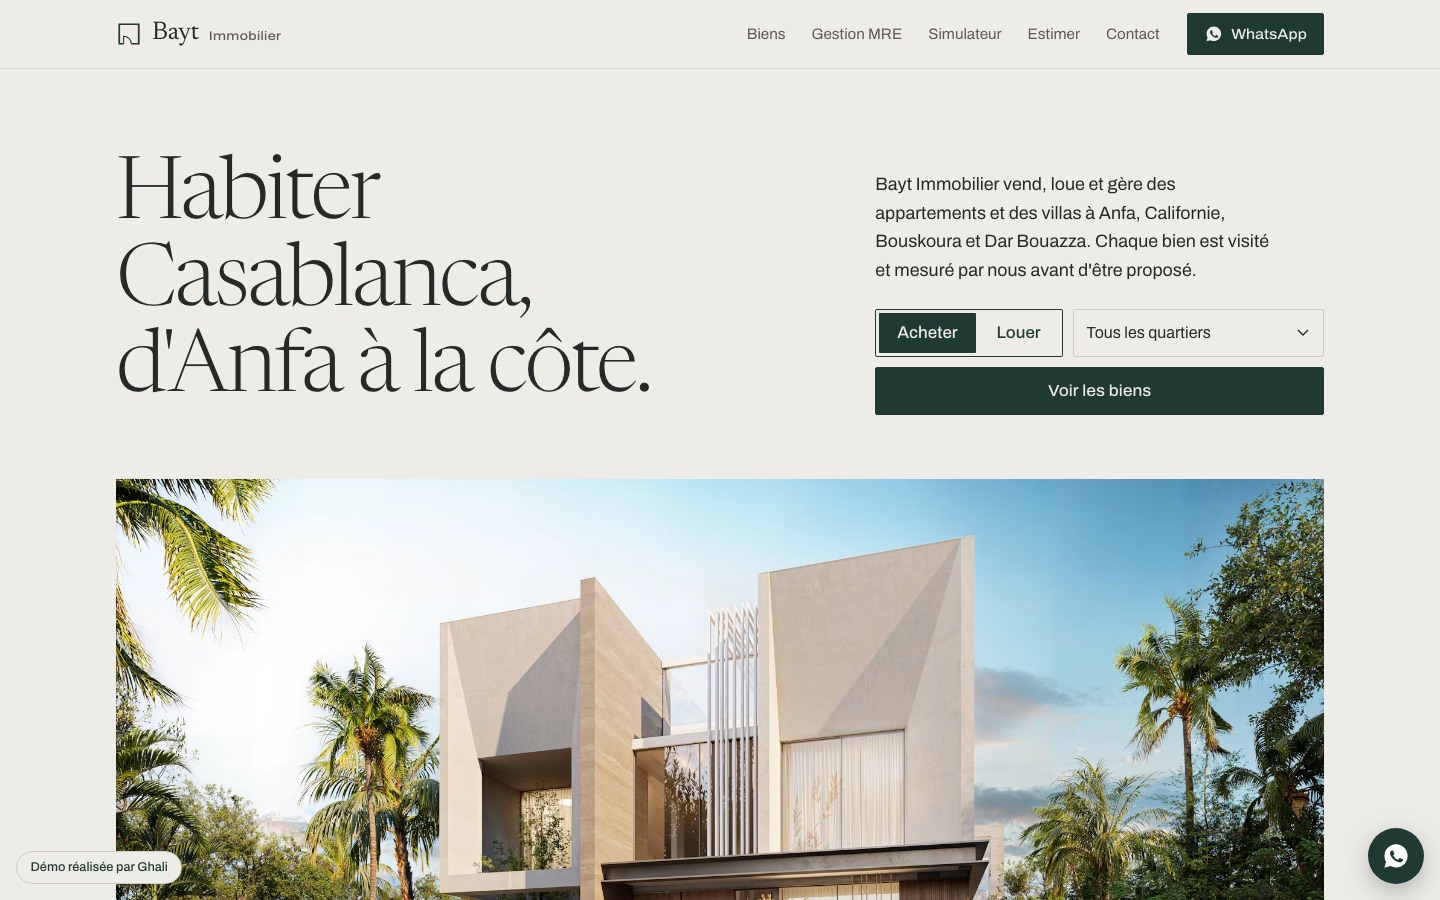 Bayt Immobilier
Biens
Gestion MRE
Simulateur
Estimer
Contact
WhatsApp
Habiter
Casablanca,
d'Anfa à la côte.
Bayt Immobilier vend, loue et gère des
appartements et des villas à Anfa, Californie,
Bouskoura et Dar Bouazza. Chaque bien est visité
et mesuré par nous avant d'être proposé.
Acheter
Louer
Tous les quartiers
Voir les biens
Démo réalisée par Ghali